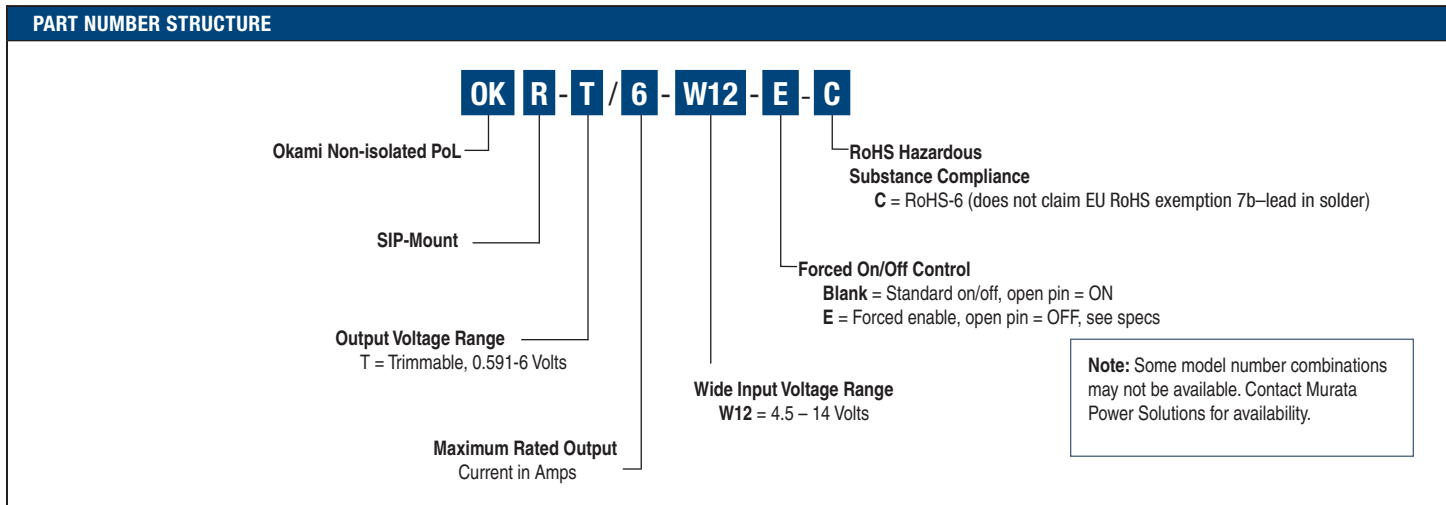 PART NUMBER STRUCTURE
OK R - T / 6 - W12 - E - C
Okami Non-isolated PoL
SIP-Mount
Output Voltage Range
T = Trimmable, 0.591-6 Volts
Maximum Rated Output
Current in Amps
Wide Input Voltage Range
W12 = 4.5 – 14 Volts
Forced On/Off Control
Blank = Standard on/off, open pin = ON
E = Forced enable, open pin = OFF, see specs
RoHS Hazardous
Substance Compliance
C = RoHS-6 (does not claim EU RoHS exemption 7b–lead in solder)
Note: Some model number combinations
may not be available. Contact Murata
Power Solutions for availability.